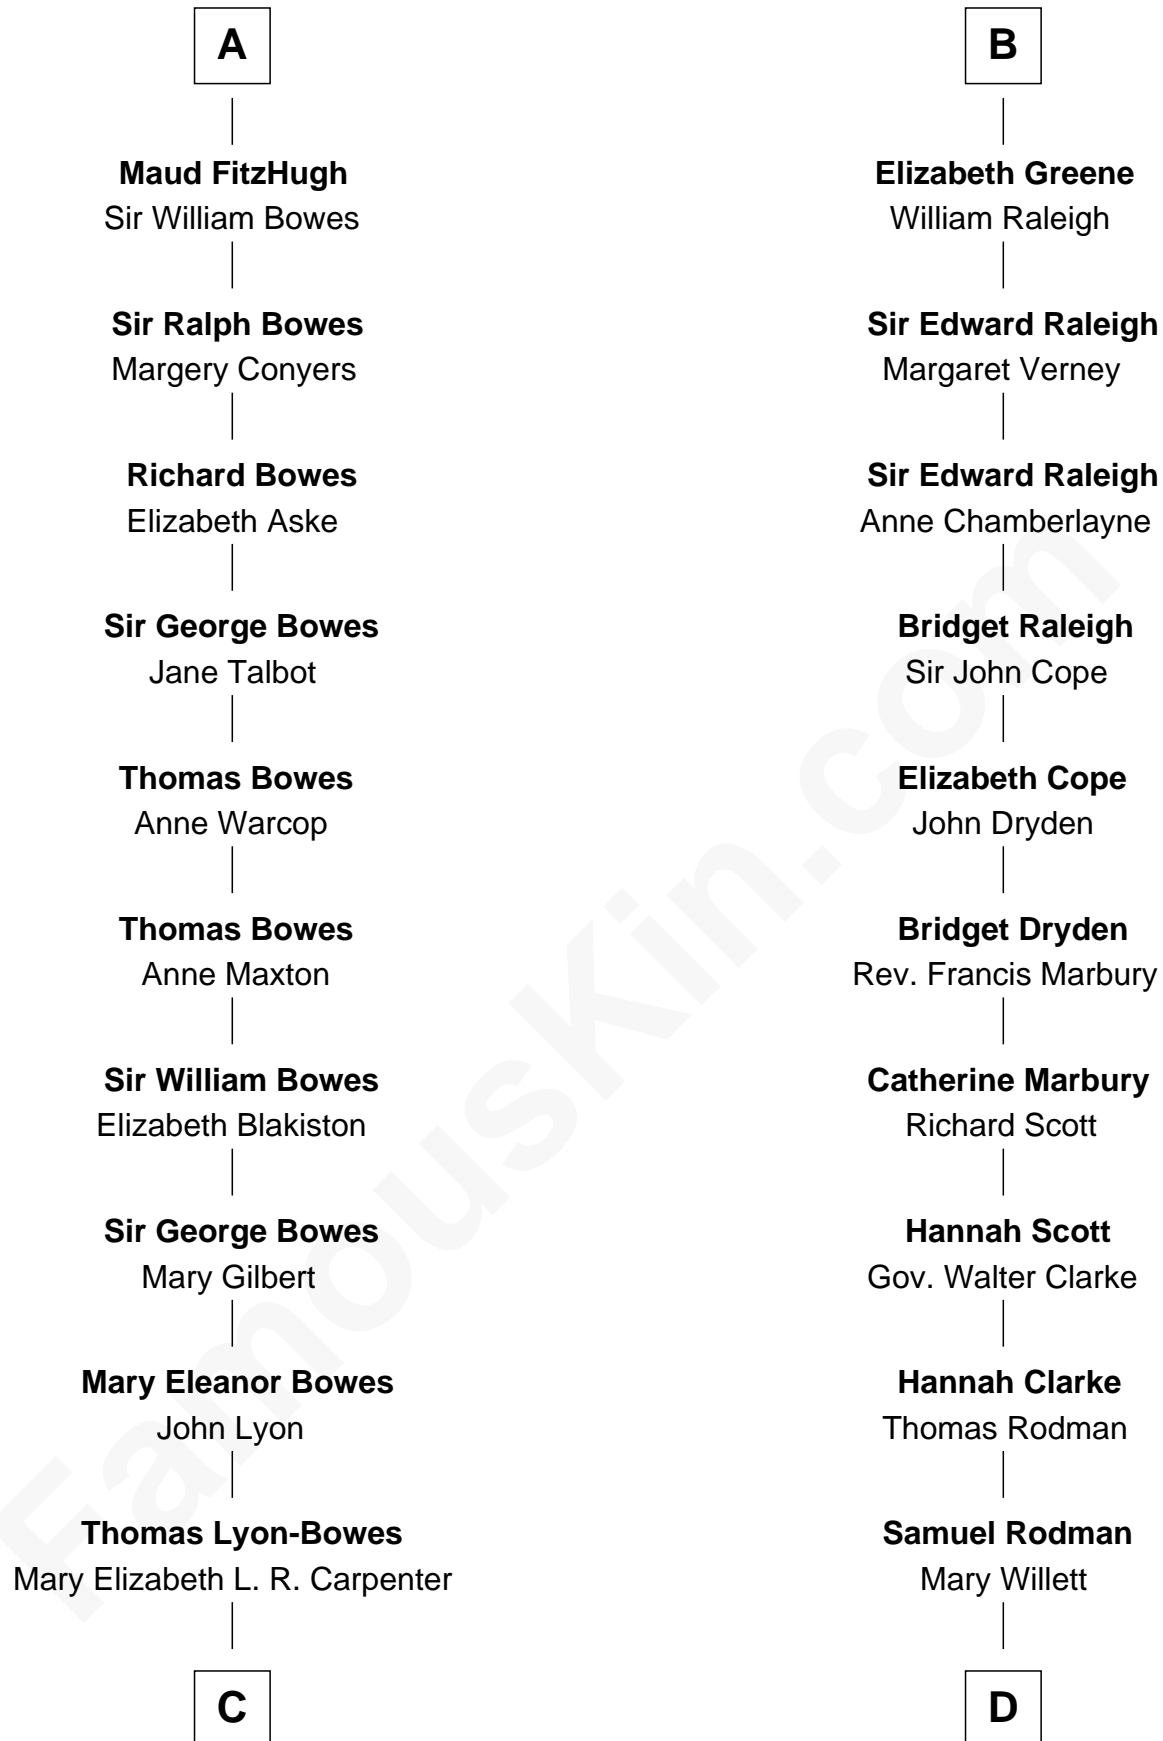 A
Maud FitzHugh
Sir William Bowes
Sir Ralph Bowes
Margery Conyers
Richard Bowes
Elizabeth Aske
Sir George Bowes
Jane Talbot
Thomas Bowes
Anne Warcop
Thomas Bowes
Anne Maxton
Sir William Bowes
Elizabeth Blakiston
Sir George Bowes
Mary Gilbert
Mary Eleanor Bowes
John Lyon
Thomas Lyon-Bowes
Mary Elizabeth L. R. Carpenter
C
B
Elizabeth Greene
William Raleigh
Sir Edward Raleigh
Margaret Verney
Sir Edward Raleigh
Anne Chamberlayne
Bridget Raleigh
Sir John Cope
Elizabeth Cope
John Dryden
Bridget Dryden
Rev. Francis Marbury
Catherine Marbury
Richard Scott
Hannah Scott
Gov. Walter Clarke
Hannah Clarke
Thomas Rodman
Samuel Rodman
Mary Willett
D
FamousKin.com